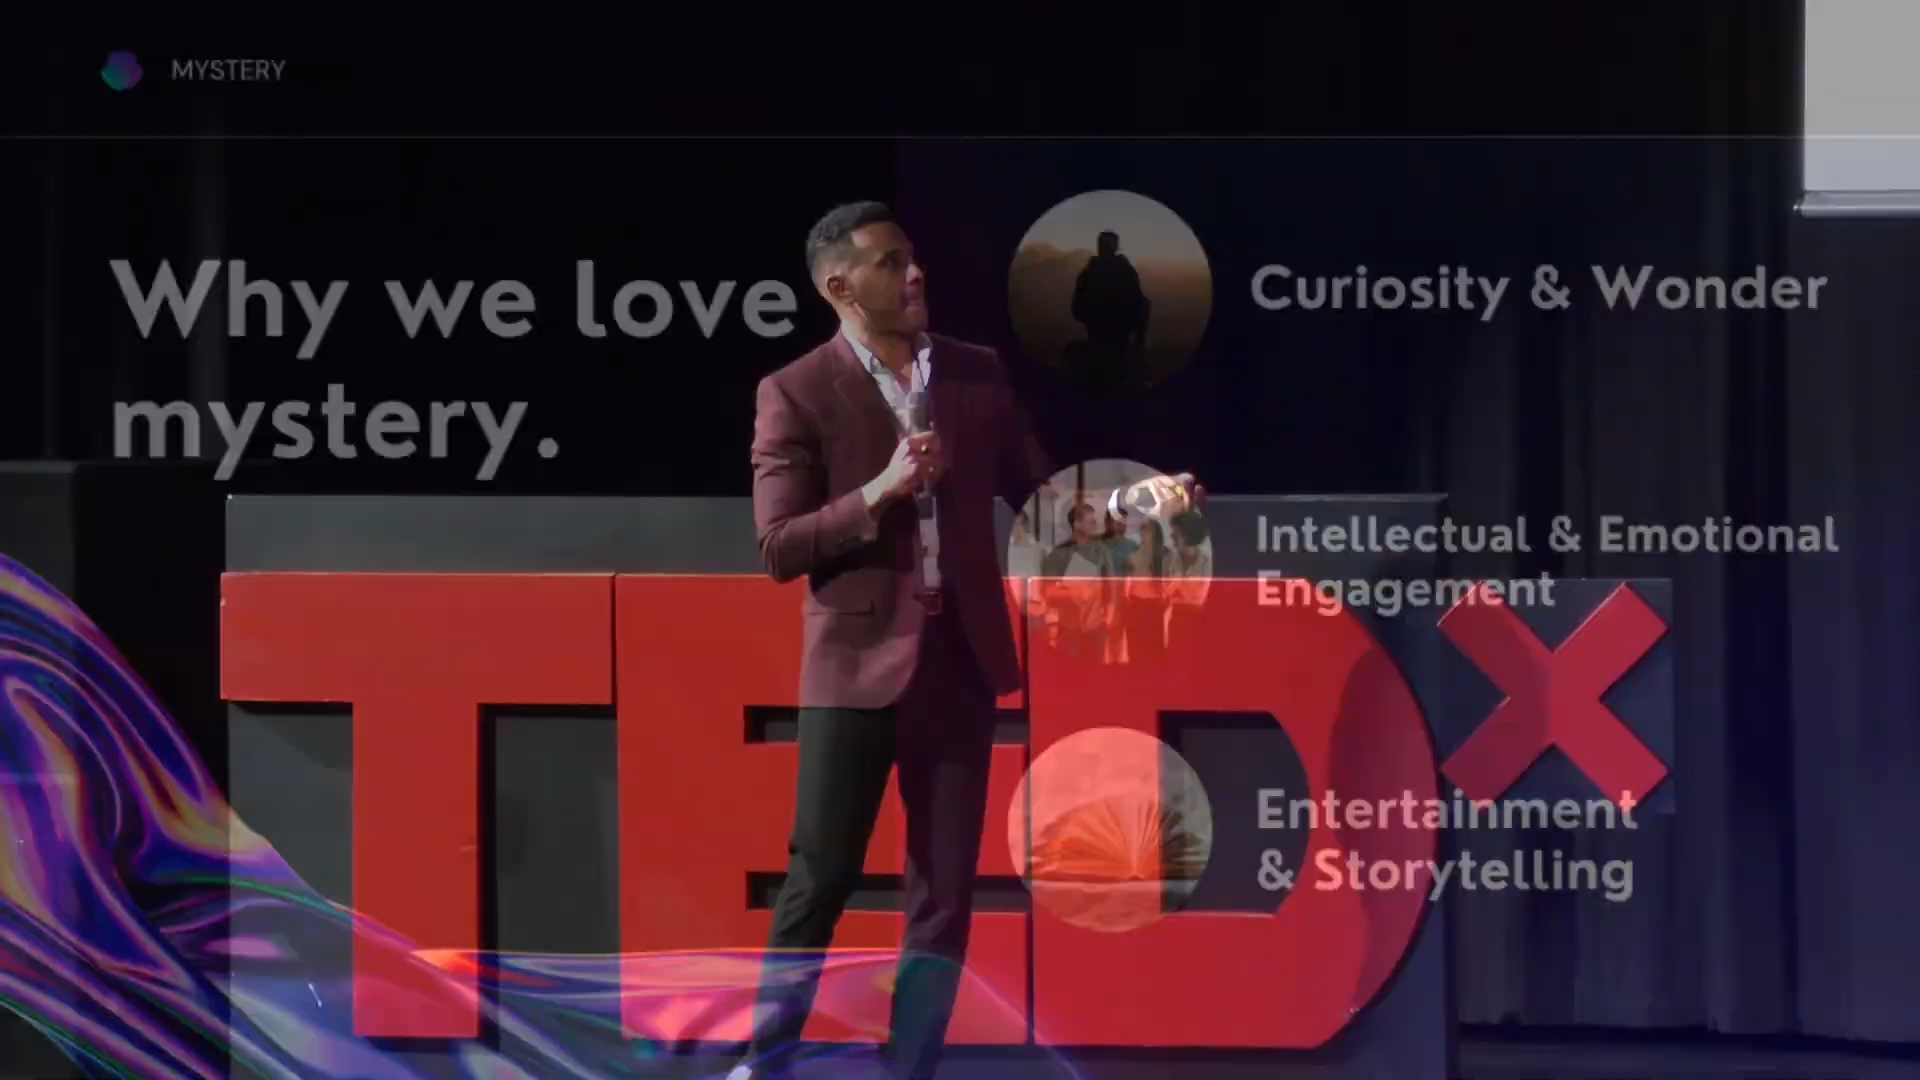 MYSTERY
Why we love
mystery.
Curiosity & Wonder
Intellectual & Emotional
Engagement
Entertainment
& Storytelling
TEDx